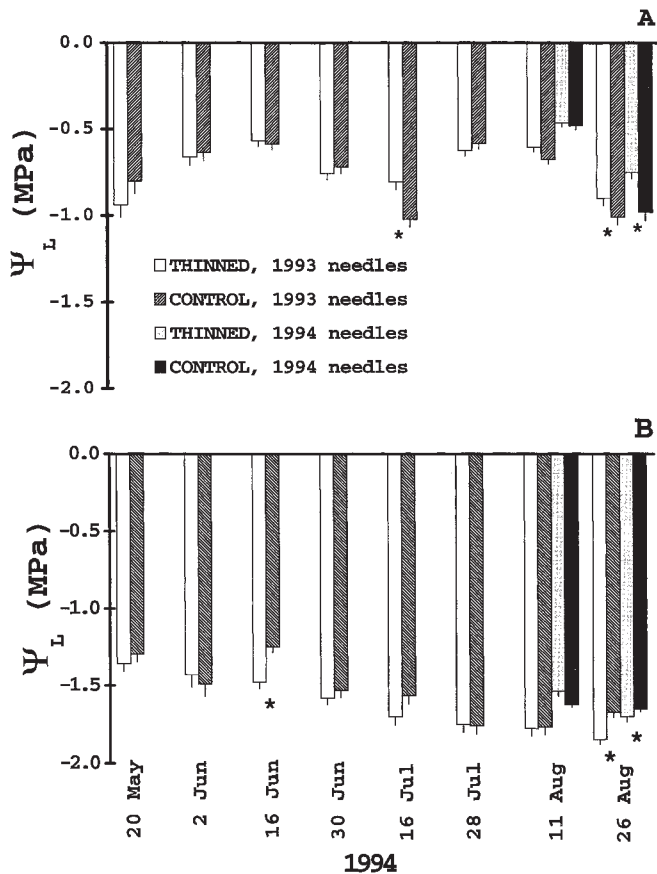 A
0.0
-0.5
-1.0
-1.5
-2.0
Ψ L (MPa)
*
* *
THINNED, 1993 needles
CONTROL, 1993 needles
THINNED, 1994 needles
CONTROL, 1994 needles
B
0.0
-0.5
-1.0
-1.5
-2.0
Ψ L (MPa)
*
* *
20 May
2 Jun
16 Jun
30 Jun
16 Jul
28 Jul
11 Aug
26 Aug
1994